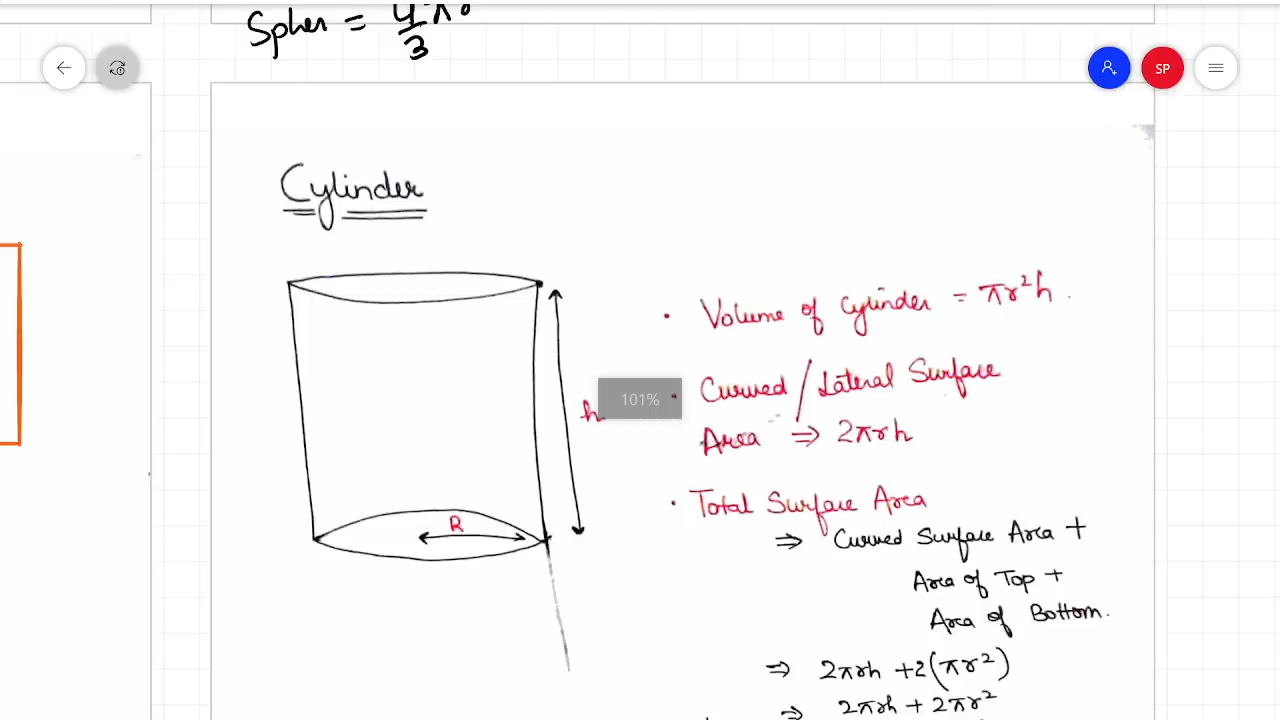 Spher = 4/3 π
SP
Cylinder
• Volume of Cylinder = πr²h.
• Curved / Lateral Surface
101%
h
Area ⇒ 2πrh
• Total Surface Area
R
⇒ Curved Surface Area +
Area of Top +
Area of Bottom.
⇒ 2πrh + 2(πr²)
⇒ 2πrh + 2πr²